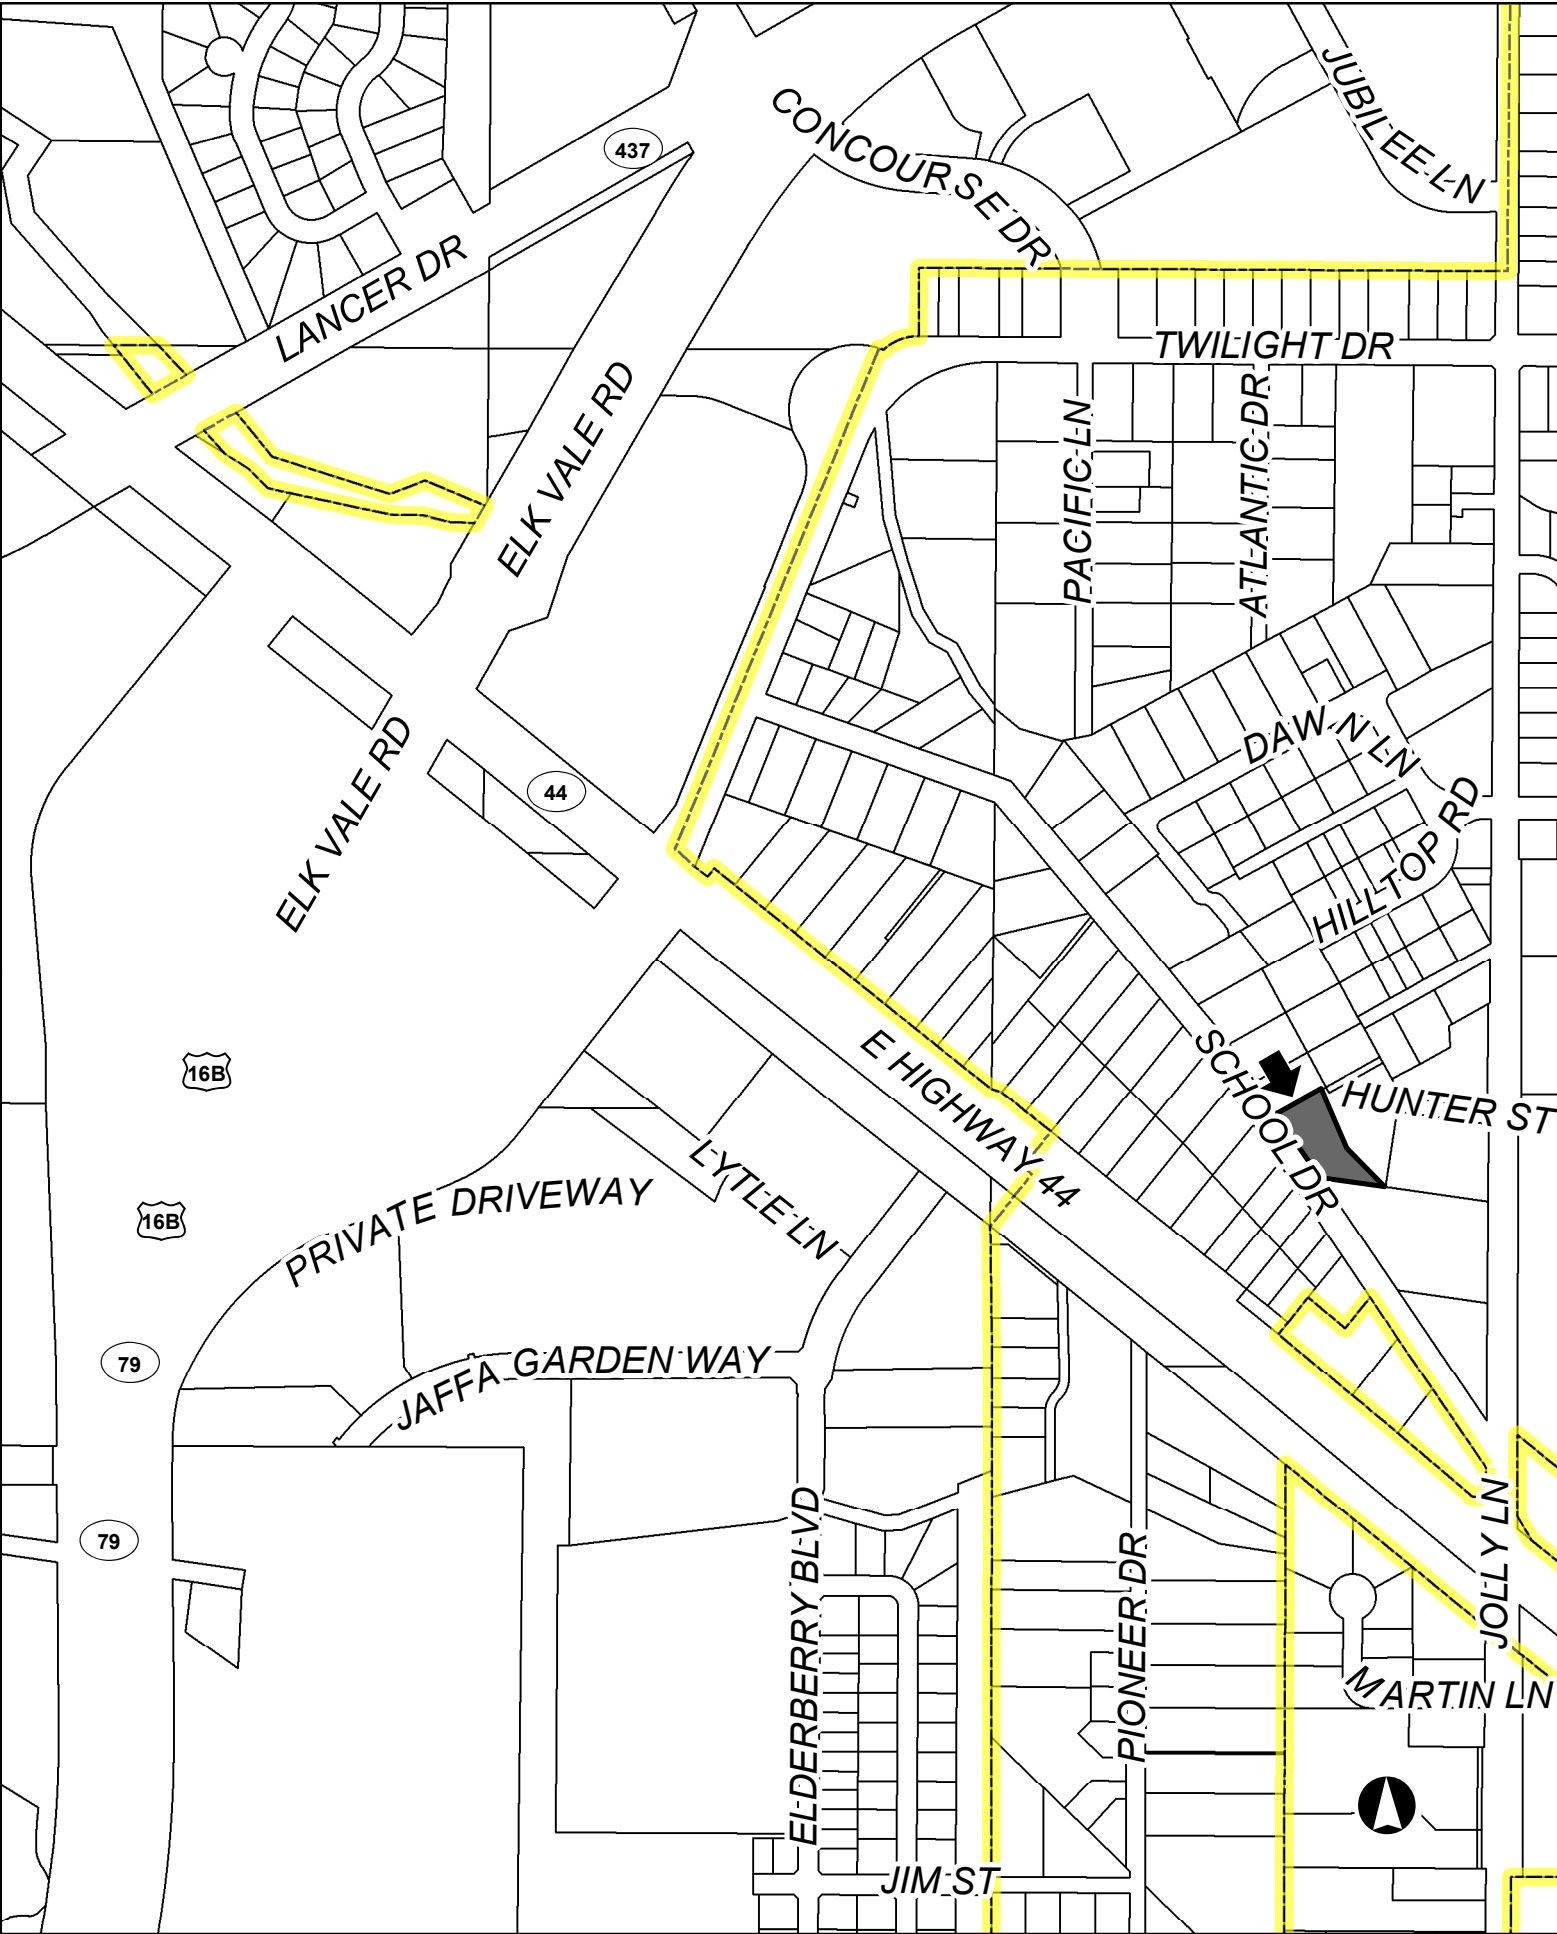 JUBILEE LN
CONCOURSE DR
437
LANCER DR
TWILIGHT DR
ELK VALE RD
PACIFIC LN
ATLANTIC DR
DAWN LN
ELK VALE RD
44
HILLTOP RD
E HIGHWAY 44
SCHOOL DR
16B
HUNTER ST
LYTLE LN
16B
PRIVATE DRIVEWAY
79
JAFFA GARDEN WAY
79
ELDERBERRY BLVD
PIONEER DR
JOLLY LN
MARTIN LN
JIM ST